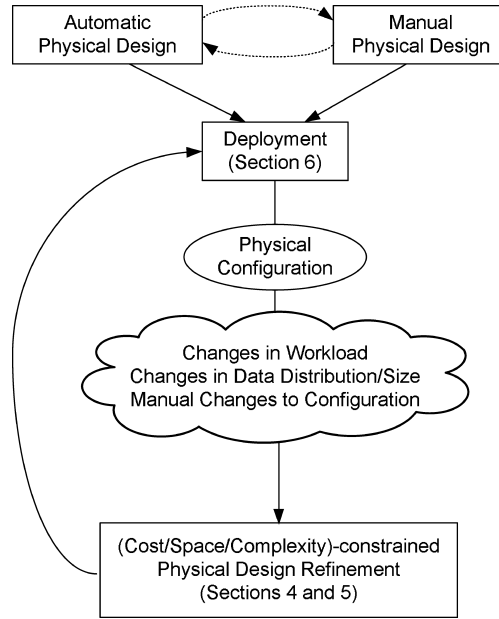 Automatic
Physical Design
Manual
Physical Design
Deployment
(Section 6)
Physical
Configuration
Changes in Workload
Changes in Data Distribution/Size
Manual Changes to Configuration
(Cost/Space/Complexity)-constrained
Physical Design Refinement
(Sections 4 and 5)